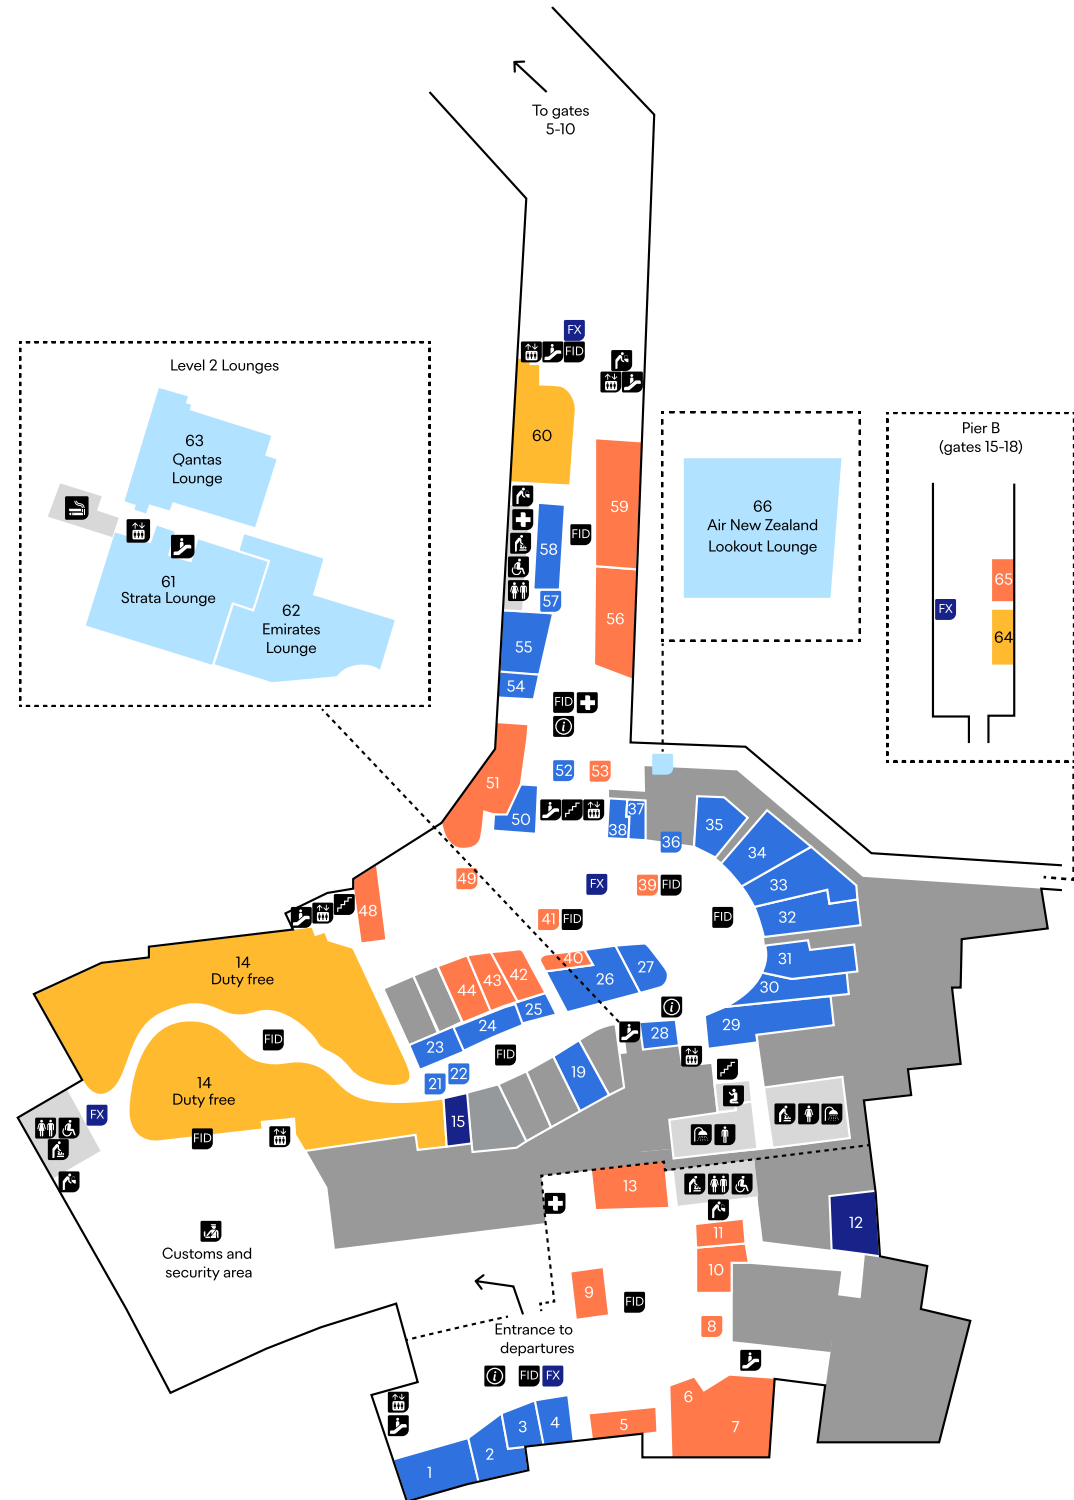 To gates
5-10
FX
FID
Level 2 Lounges
63
Qantas
Lounge
61
Strata Lounge
62
Emirates
Lounge
60
59
FID
58
57
56
55
54
66
Air New Zealand
Lookout Lounge
Pier B
(gates 15-18)
65
FX
64
FID
i
52
53
51
50
37
38
36
35
34
33
32
31
30
29
49
48
FX
39
FID
41
FID
FID
14
Duty free
FID
44
43
42
40
26
27
25
24
23
i
28
FID
22
21
19
15
14
Duty free
FX
FID
Customs and
security area
13
12
11
10
9
FID
8
Entrance to
departures
i
FID
FX
6
7
5
4
3
2
1